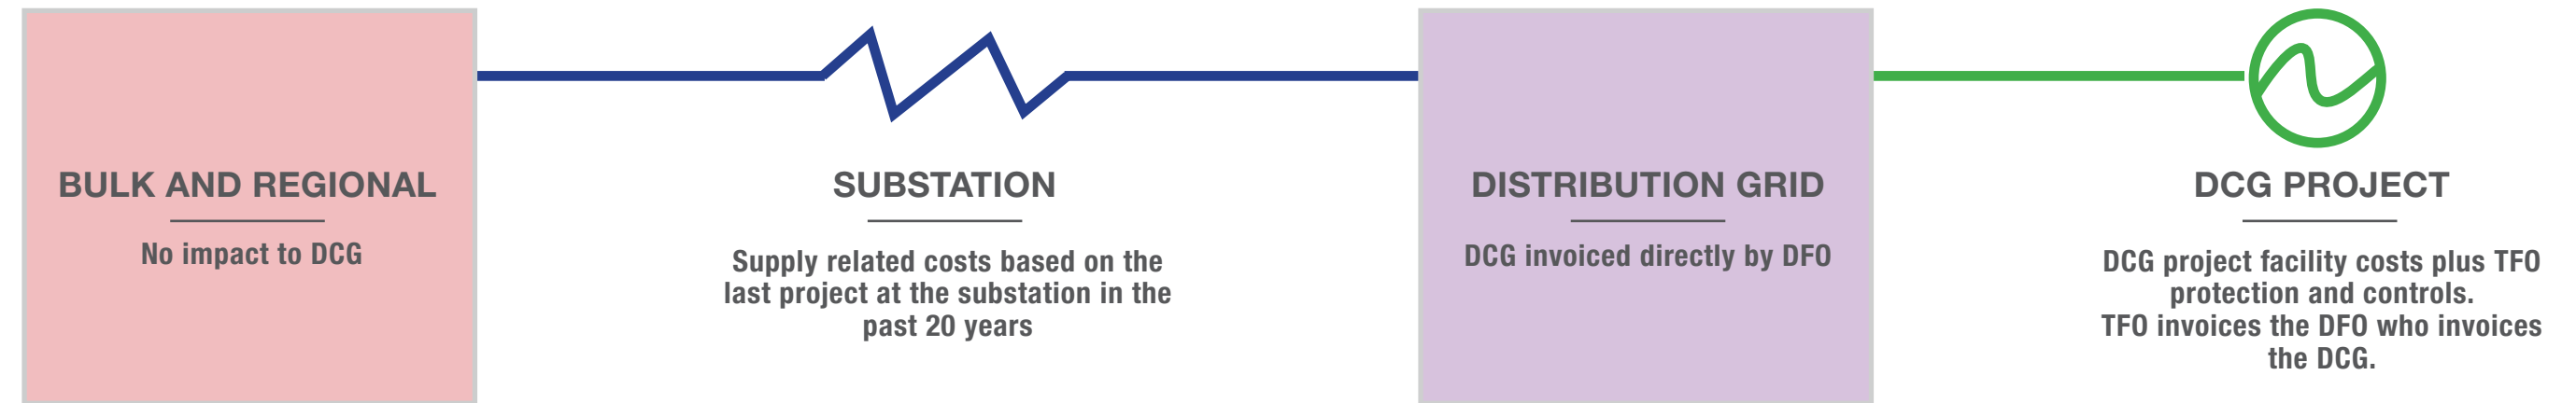 BULK AND REGIONAL
No impact to DCG
SUBSTATION
Supply related costs based on the
last project at the substation in the
past 20 years
DISTRIBUTION GRID
DCG invoiced directly by DFO
DCG PROJECT
DCG project facility costs plus TFO
protection and controls.
TFO invoices the DFO who invoices
the DCG.